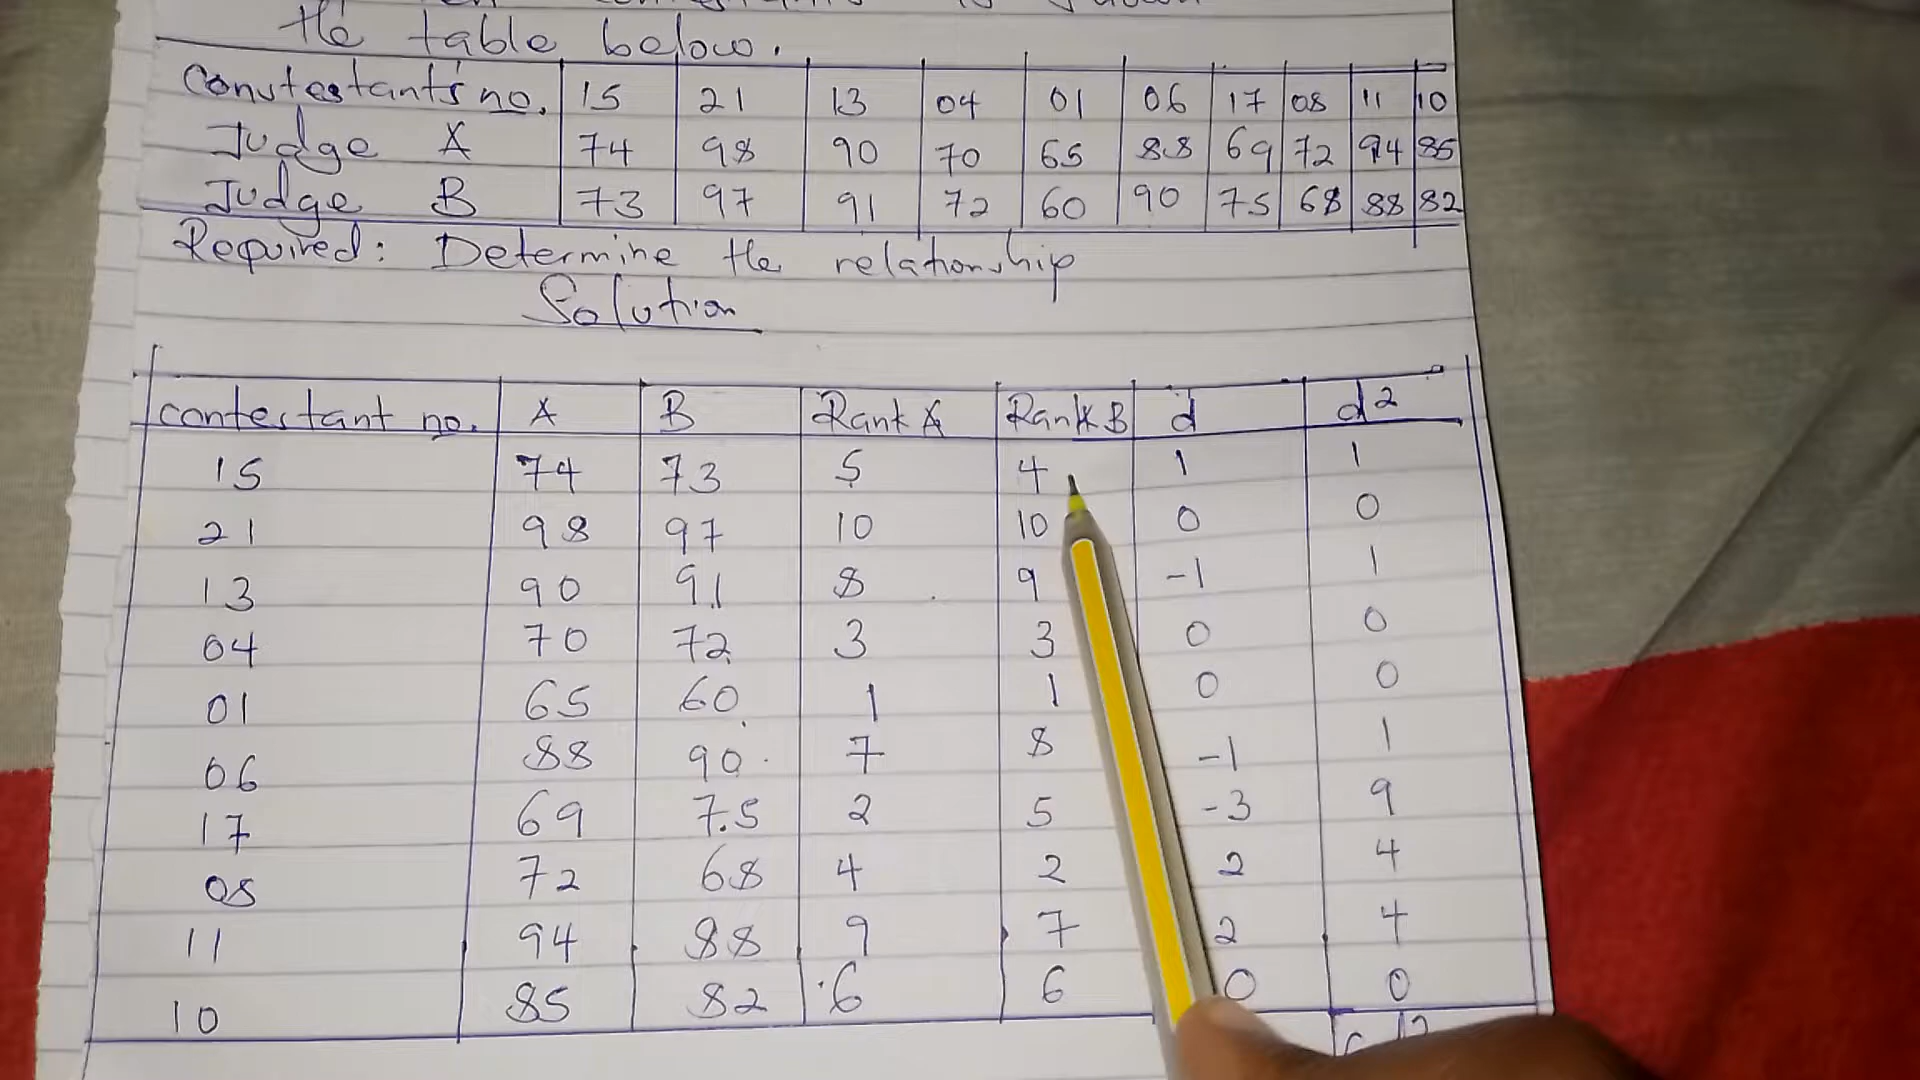 the table below.
Conutestant's no. 15 21 13 04 01 06 17 08 11 10
Judge A 74 98 90 70 65 88 69 72 94 85
Judge B 73 97 91 72 60 90 75 68 88 82
Required: Determine the relationship
Solution
contestant no. A B Rank A Rank B d d2
15 74 73 5 4 1 1
21 98 97 10 10 0 0
13 90 91 8 9 -1 1
04 70 72 3 3 0 0
01 65 60 1 1 0 0
06 88 90 7 8 -1 1
17 69 75 2 5 -3 9
08 72 68 4 2 2 4
11 94 88 9 7 2 4
10 85 82 6 6 0 0